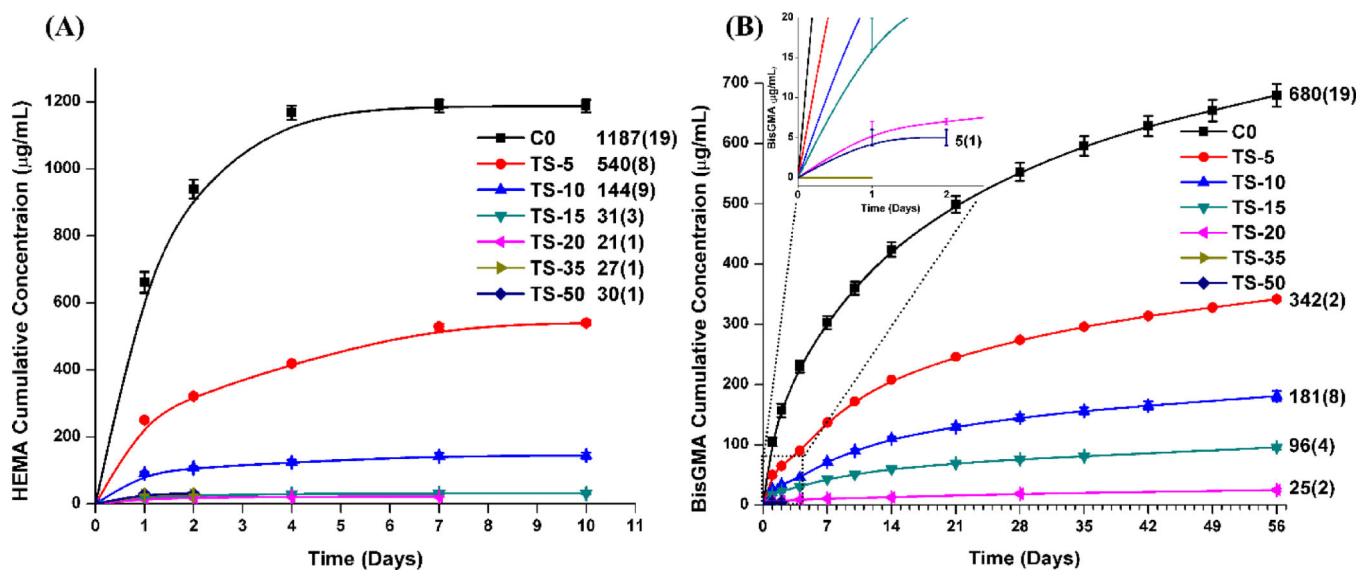 (A)
HEMA Cumulative Concentraion (µg/mL)
1200
1000
800
600
400
200
0
0 1 2 3 4 5 6 7 8 9 10 11
Time (Days)
C0 1187(19)
TS-5 540(8)
TS-10 144(9)
TS-15 31(3)
TS-20 21(1)
TS-35 27(1)
TS-50 30(1)
(B)
BisGMA Cumulative Concentraion (µg/mL)
700
600
500
400
300
200
100
0
0 7 14 21 28 35 42 49 56
Time (Days)
BisGMA (µg/mL)
20
15
10
5
0
0 1 2
Time (Days)
5(1)
C0
TS-5
TS-10
TS-15
TS-20
TS-35
TS-50
680(19)
342(2)
181(8)
96(4)
25(2)